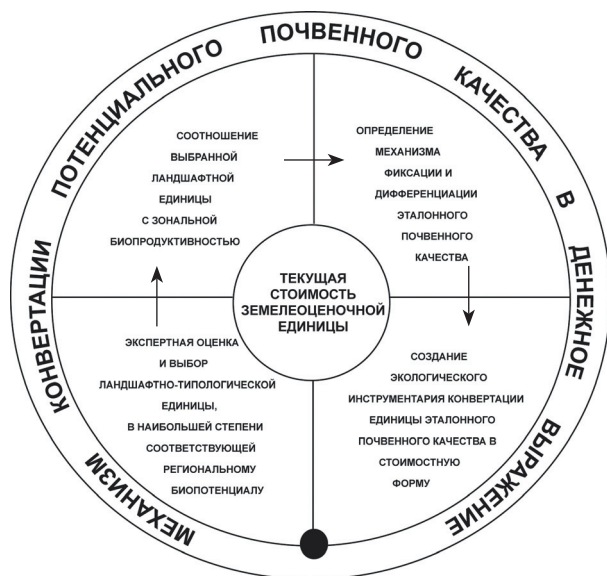 МЕХАНИЗМ КОНВЕРТАЦИИ ПОТЕНЦИАЛЬНОГО ПОЧВЕННОГО КАЧЕСТВА В ДЕНЕЖНОЕ ВЫРАЖЕНИЕ
СООТНОШЕНИЕ
ВЫБРАННОЙ
ЛАНДШАФТНОЙ
ЕДИНИЦЫ
С ЗОНАЛЬНОЙ
БИОПРОДУКТИВНОСТЬЮ
ОПРЕДЕЛЕНИЕ
МЕХАНИЗМА
ФИКСАЦИИ И
ДИФФЕРЕНЦИАЦИИ
ЭТАЛОННОГО
ПОЧВЕННОГО
КАЧЕСТВА
ТЕКУЩАЯ
СТОИМОСТЬ
ЗЕМЕЛЕОЦЕНОЧНОЙ
ЕДИНИЦЫ
ЭКСПЕРТНАЯ ОЦЕНКА
И ВЫБОР
ЛАНДШАФТНО-ТИПОЛОГИЧЕСКОЙ
ЕДИНИЦЫ,
В НАИБОЛЬШЕЙ СТЕПЕНИ
СООТВЕТСТВУЮЩЕЙ
РЕГИОНАЛЬНОМУ
БИОПОТЕНЦИАЛУ
СОЗДАНИЕ
ЭКОЛОГИЧЕСКОГО
ИНСТРУМЕНТАРИЯ КОНВЕРТАЦИИ
ЕДИНИЦЫ ЭТАЛОННОГО
ПОЧВЕННОГО КАЧЕСТВА В
СТОИМОСТНУЮ
ФОРМУ